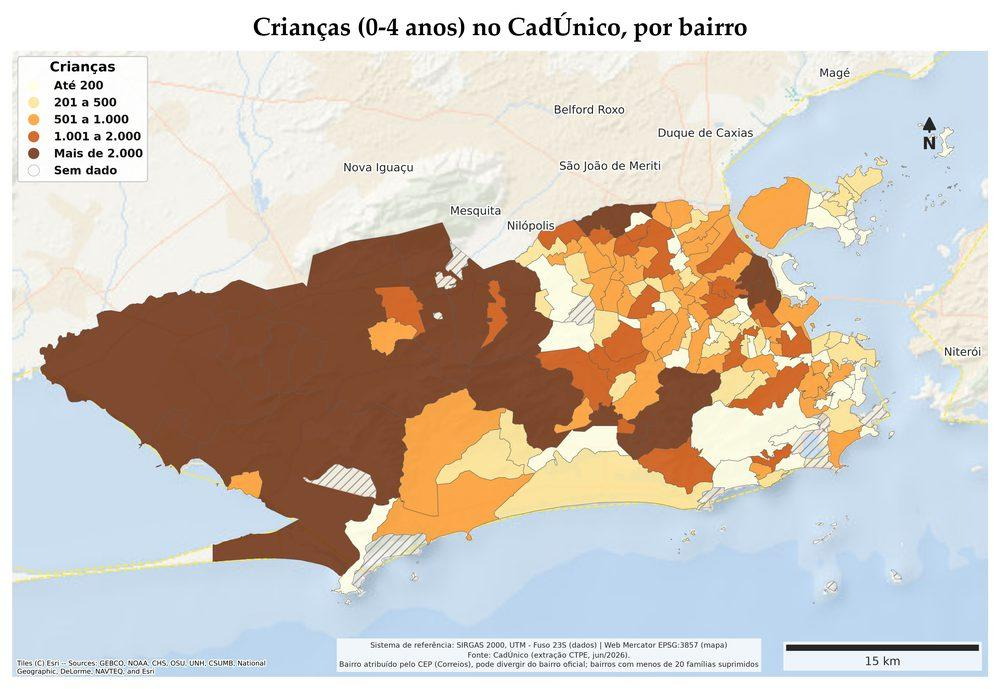 Crianças (0-4 anos) no CadÚnico, por bairro
Crianças
Até 200
201 a 500
501 a 1.000
1.001 a 2.000
Mais de 2.000
Sem dado
Magé
Belford Roxo
Duque de Caxias
N
São João de Meriti
Nova Iguaçu
Mesquita
Nilópolis
Niterói
Tiles (C) Esri -- Sources: GEBCO, NOAA, CHS, OSU, UNH, CSUMB, National
Geographic, DeLorme, NAVTEQ, and Esri
Sistema de referência: SIRGAS 2000, UTM - Fuso 23S (dados) | Web Mercator EPSG:3857 (mapa)
Fonte: CadÚnico (extração CTPE, jun/2026).
Bairro atribuído pelo CEP (Correios), pode divergir do bairro oficial; bairros com menos de 20 famílias suprimidos
15 km